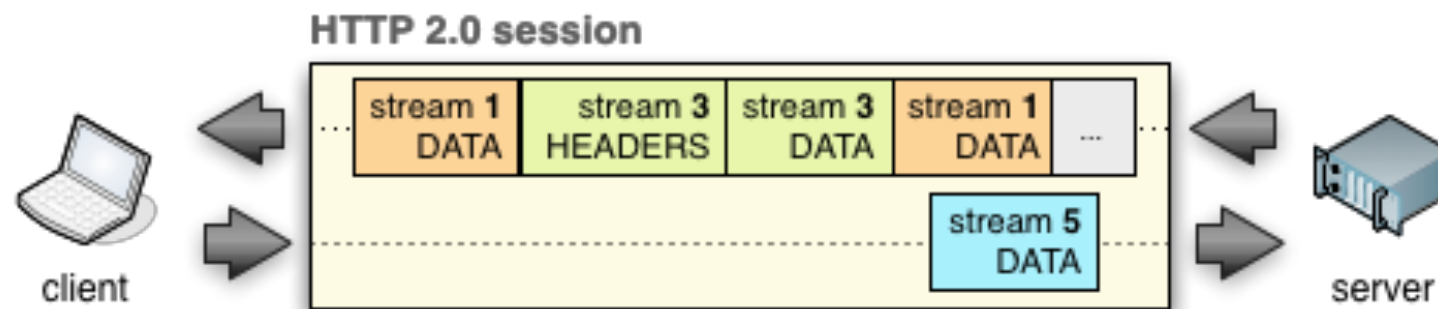 HTTP 2.0 session
stream 1
DATA
stream 3
HEADERS
stream 3
DATA
stream 1
DATA
...
stream 5
DATA
client
server